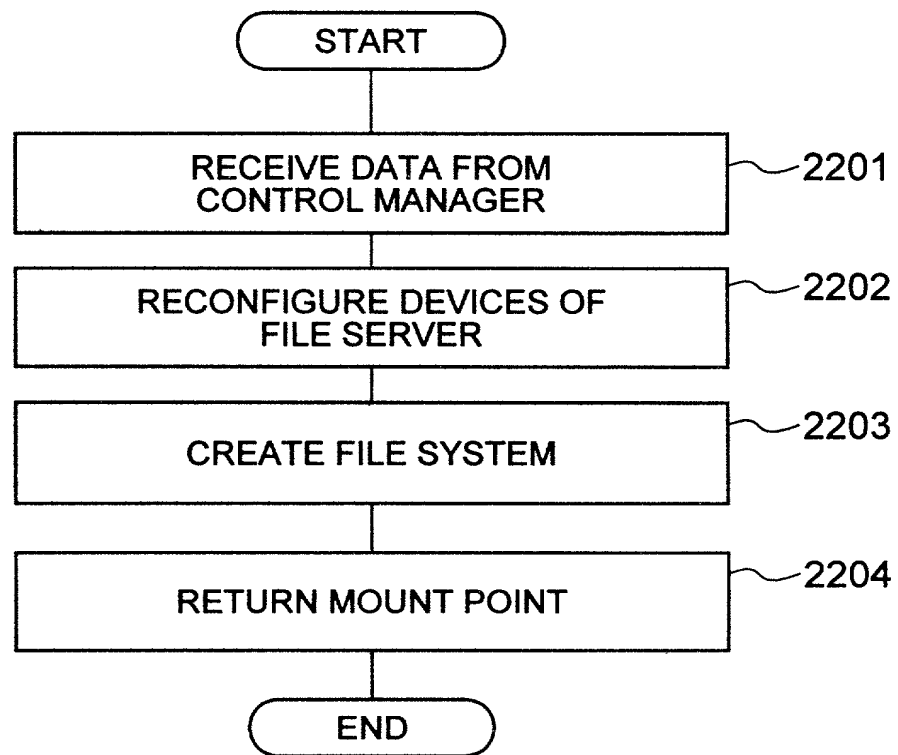 START
RECEIVE DATA FROM
CONTROL MANAGER
2201
RECONFIGURE DEVICES OF
FILE SERVER
2202
CREATE FILE SYSTEM
2203
RETURN MOUNT POINT
2204
END